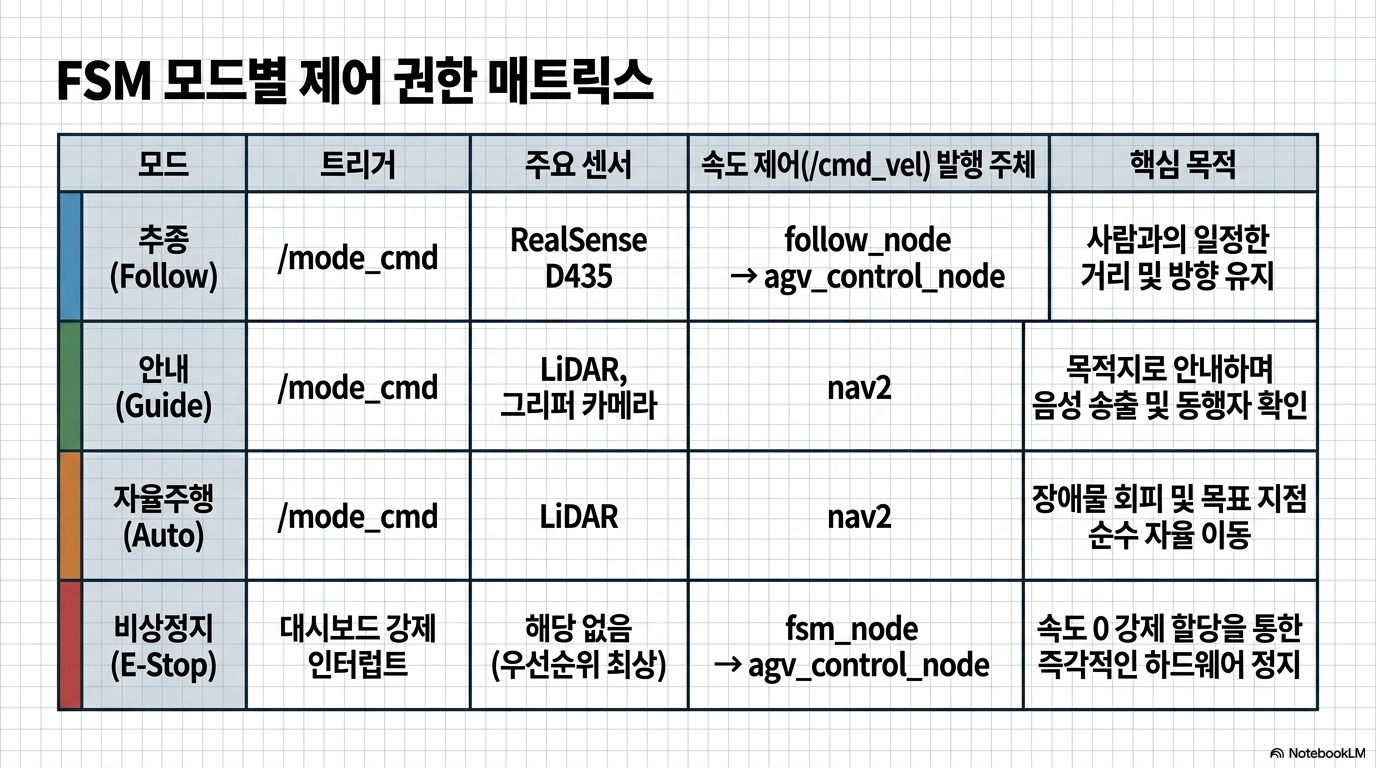 FSM 모드별 제어 권한 매트릭스
모드
트리거
주요 센서
속도 제어(/cmd_vel) 발행 주체
핵심 목적
추종
(Follow)
/mode_cmd
RealSense
D435
follow_node
→ agv_control_node
사람과의 일정한
거리 및 방향 유지
안내
(Guide)
/mode_cmd
LiDAR,
그리퍼 카메라
nav2
목적지로 안내하며
음성 송출 및 동행자 확인
자율주행
(Auto)
/mode_cmd
LiDAR
nav2
장애물 회피 및 목표 지점
순수 자율 이동
비상정지
(E-Stop)
대시보드 강제
인터럽트
해당 없음
(우선순위 최상)
fsm_node
→ agv_control_node
속도 0 강제 할당을 통한
즉각적인 하드웨어 정지
NotebookLM